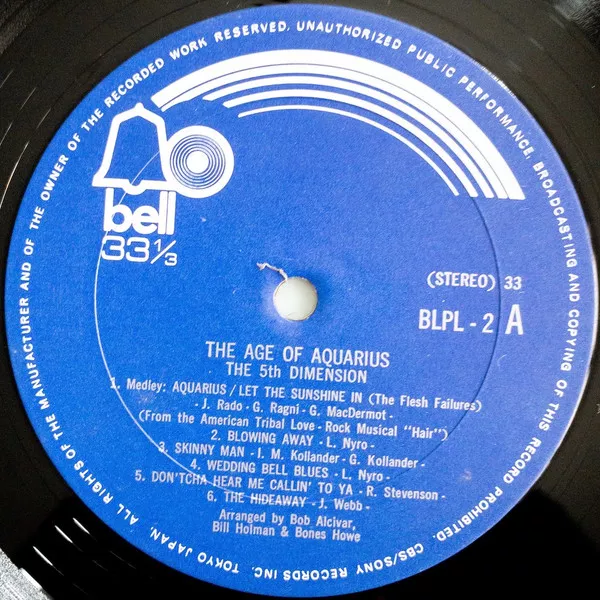 ALL RIGHTS OF THE MANUFACTURER AND OF THE OWNER OF THE RECORDED WORK RESERVED. UNAUTHORIZED PUBLIC PERFORMANCE, BROADCASTING AND COPYING OF THIS RECORD PROHIBITED. CBS/SONY RECORDS INC. TOKYO JAPAN.
bell
33 1/3
(STEREO) 33
BLPL - 2 A
THE AGE OF AQUARIUS
THE 5th DIMENSION
1. Medley: AQUARIUS / LET THE SUNSHINE IN (The Flesh Failures)
- J. Rado - G. Ragni - G. MacDermot -
(From the American Tribal Love - Rock Musical "Hair")
2. BLOWING AWAY - L. Nyro -
3. SKINNY MAN - I. M. Kollander - G. Kollander -
4. WEDDING BELL BLUES - L. Nyro -
5. DON'TCHA HEAR ME CALLIN' TO YA - R. Stevenson -
6. THE HIDEAWAY - J. Webb -
Arranged by Bob Alcivar,
Bill Holman & Bones Howe